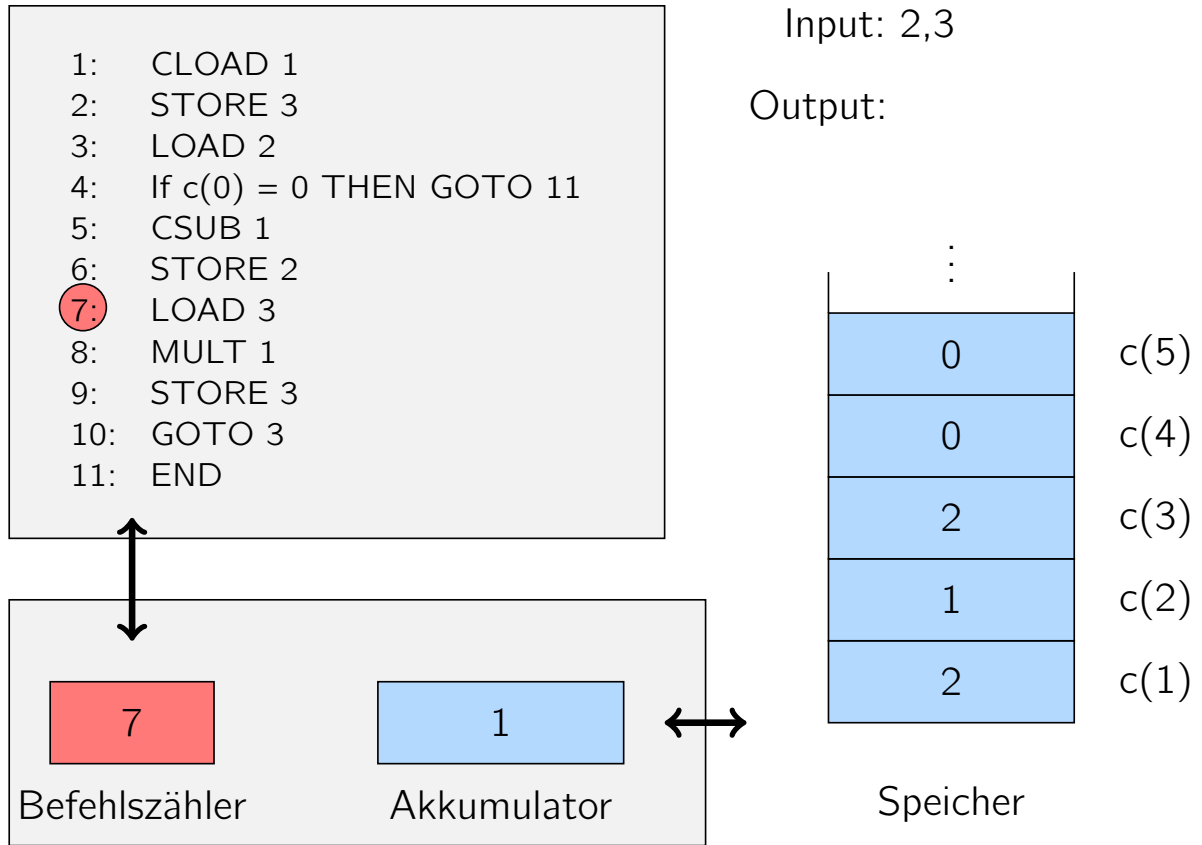 1: CLOAD 1
2: STORE 3
3: LOAD 2
4: If c(0) = 0 THEN GOTO 11
5: CSUB 1
6: STORE 2
7: LOAD 3
8: MULT 1
9: STORE 3
10: GOTO 3
11: END
Input: 2,3
Output:
⋮
0 c(5)
0 c(4)
2 c(3)
1 c(2)
2 c(1)
Speicher
7 1
Befehlszähler Akkumulator